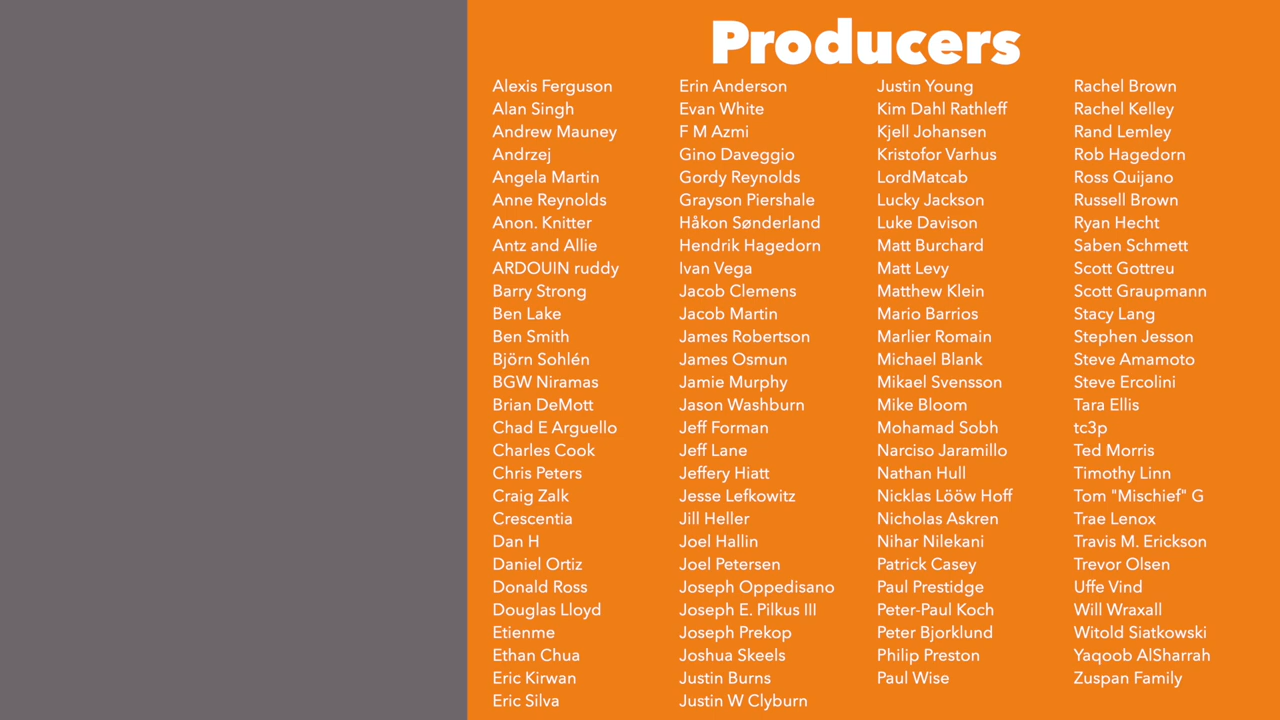 Producers
Alexis Ferguson
Alan Singh
Andrew Mauney
Andrzej
Angela Martin
Anne Reynolds
Anon. Knitter
Antz and Allie
ARDOUIN ruddy
Barry Strong
Ben Lake
Ben Smith
Björn Sohlén
BGW Niramas
Brian DeMott
Chad E Arguello
Charles Cook
Chris Peters
Craig Zalk
Crescentia
Dan H
Daniel Ortiz
Donald Ross
Douglas Lloyd
Etienme
Ethan Chua
Eric Kirwan
Eric Silva
Erin Anderson
Evan White
F M Azmi
Gino Daveggio
Gordy Reynolds
Grayson Piershale
Håkon Sønderland
Hendrik Hagedorn
Ivan Vega
Jacob Clemens
Jacob Martin
James Robertson
James Osmun
Jamie Murphy
Jason Washburn
Jeff Forman
Jeff Lane
Jeffery Hiatt
Jesse Lefkowitz
Jill Heller
Joel Hallin
Joel Petersen
Joseph Oppedisano
Joseph E. Pilkus III
Joseph Prekop
Joshua Skeels
Justin Burns
Justin W Clyburn
Justin Young
Kim Dahl Rathleff
Kjell Johansen
Kristofor Varhus
LordMatcab
Lucky Jackson
Luke Davison
Matt Burchard
Matt Levy
Matthew Klein
Mario Barrios
Marlier Romain
Michael Blank
Mikael Svensson
Mike Bloom
Mohamad Sobh
Narciso Jaramillo
Nathan Hull
Nicklas Lööw Hoff
Nicholas Askren
Nihar Nilekani
Patrick Casey
Paul Prestidge
Peter-Paul Koch
Peter Bjorklund
Philip Preston
Paul Wise
Rachel Brown
Rachel Kelley
Rand Lemley
Rob Hagedorn
Ross Quijano
Russell Brown
Ryan Hecht
Saben Schmett
Scott Gottreu
Scott Graupmann
Stacy Lang
Stephen Jesson
Steve Amamoto
Steve Ercolini
Tara Ellis
tc3p
Ted Morris
Timothy Linn
Tom "Mischief" G
Trae Lenox
Travis M. Erickson
Trevor Olsen
Uffe Vind
Will Wraxall
Witold Siatkowski
Yaqoob AlSharrah
Zuspan Family